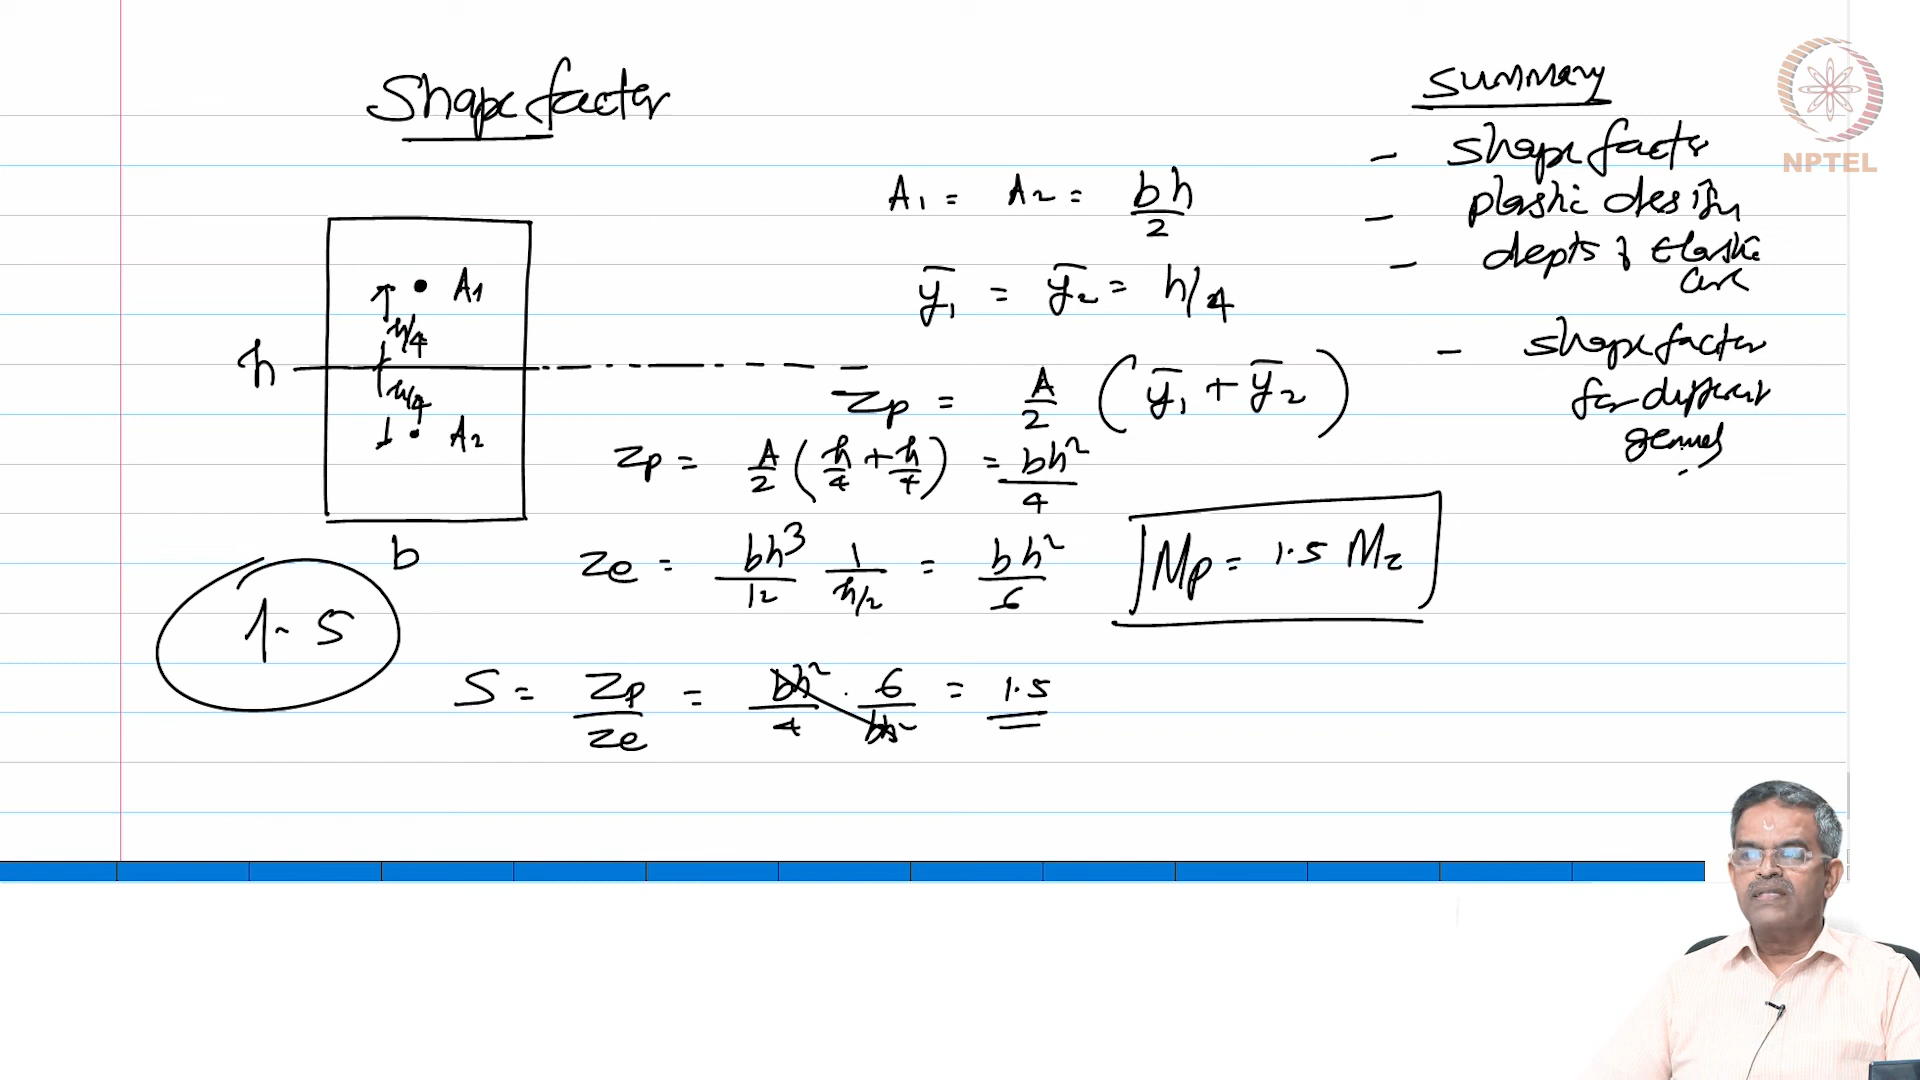 Shape factor
A1 = A2 = bh/2
ȳ1 = ȳ2 = h/4
A1
h/4
h
h/4
A2
b
Zp = A/2 (ȳ1 + ȳ2)
Zp = A/2 (h/4 + h/4) = bh²/4
Ze = bh³/12 1/h/2 = bh²/6
Mp = 1.5 Me
1.5
S = Zp/Ze = bh²/4 · 6/bh² = 1.5
Summary
- shape factor
- plastic design
- depth of elastic
core
- shape factor
for different
NPTEL